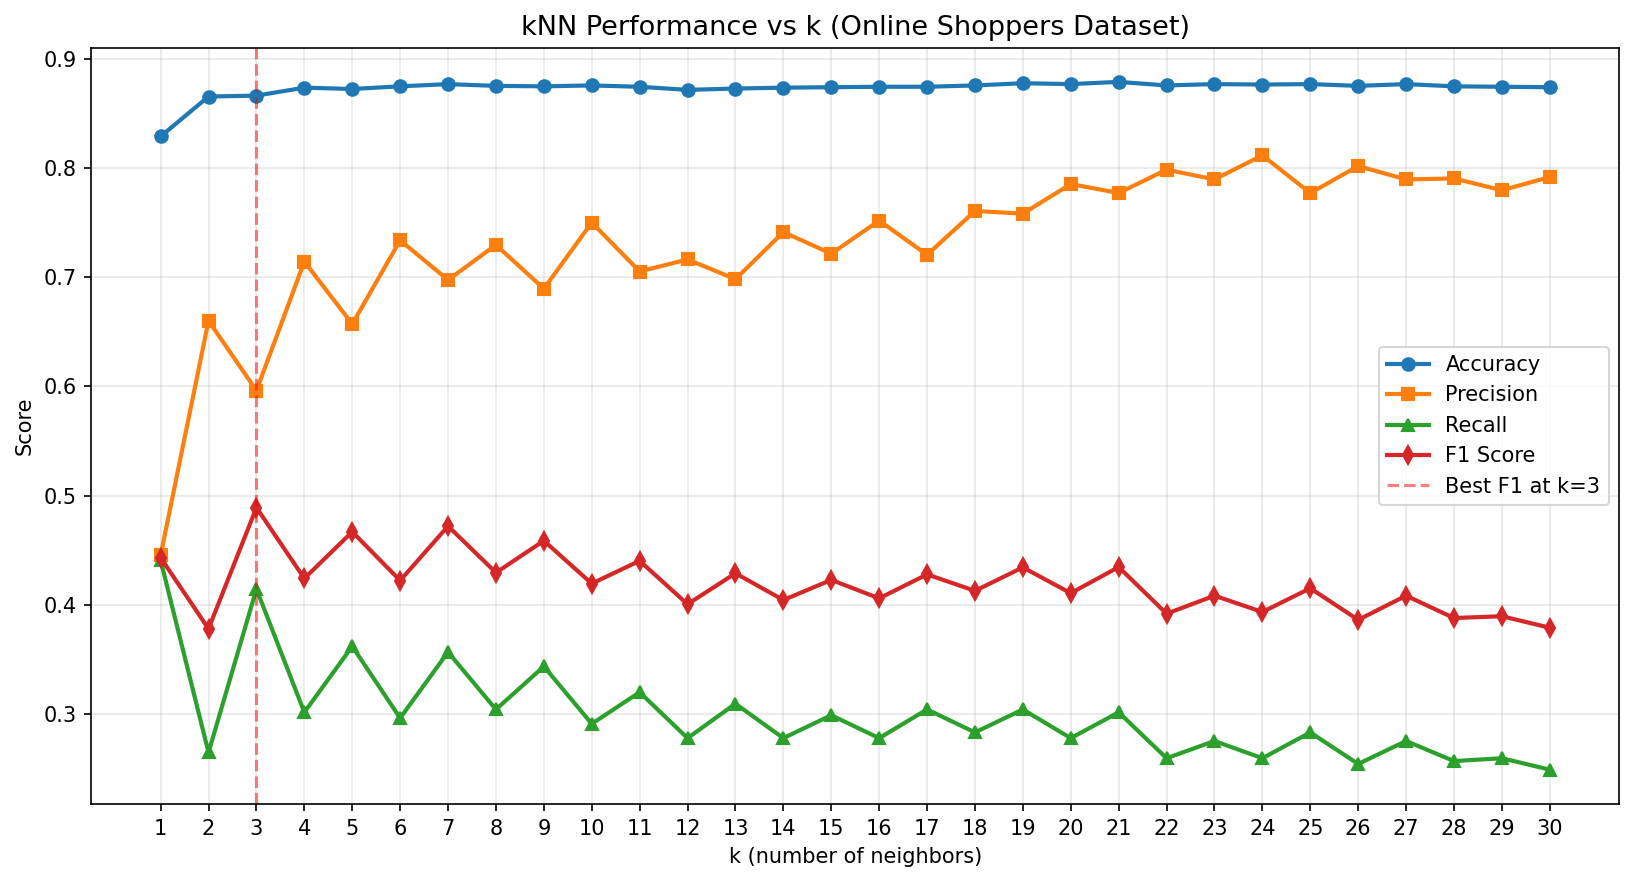 kNN Performance vs k (Online Shoppers Dataset)
Score
0.9
0.8
0.7
0.6
0.5
0.4
0.3
Accuracy
Precision
Recall
F1 Score
Best F1 at k=3
1 2 3 4 5 6 7 8 9 10 11 12 13 14 15 16 17 18 19 20 21 22 23 24 25 26 27 28 29 30
k (number of neighbors)